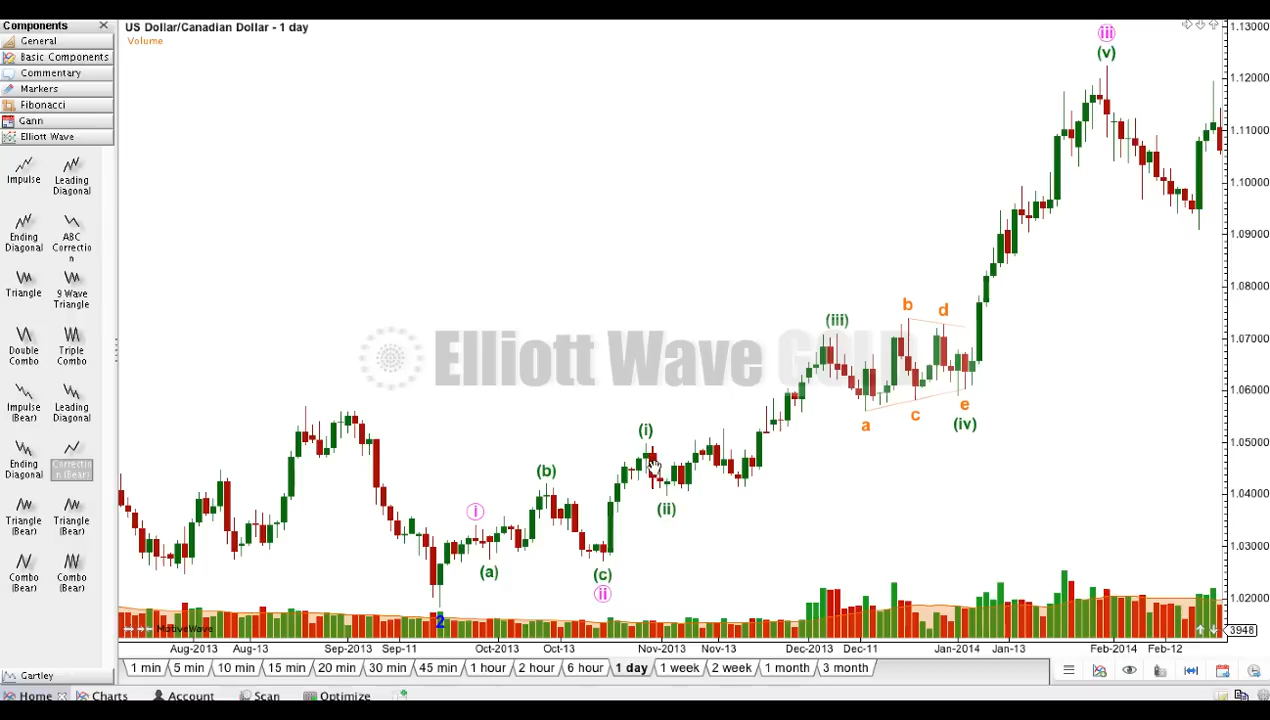 Components
General
Basic Components
Commentary
Markers
Fibonacci
Gann
Elliott Wave
Impulse
Leading
Diagonal
Ending
Diagonal
ABC
Correctio
n
Triangle
9 Wave
Triangle
Double
Combo
Triple
Combo
Impulse
(Bear)
Leading
Diagonal
Ending
Diagonal
Correctio
n (Bear)
Triangle
(Bear)
Triangle
(Bear)
Combo
(Bear)
Combo
(Bear)
Gartley
US Dollar/Canadian Dollar - 1 day
Volume
iii
(v)
b
d
(iii)
a
c
e
(iv)
(i)
(ii)
(b)
i
(a)
(c)
ii
2
Elliott Wave GOLD
MotiveWave
1.13000
1.12000
1.11000
1.10000
1.09000
1.08000
1.07000
1.06000
1.05000
1.04000
1.03000
1.02000
3948
Aug-2013 Aug-13 Sep-2013 Sep-11 Oct-2013 Oct-13 Nov-2013 Nov-13 Dec-2013 Dec-11 Jan-2014 Jan-13 Feb-2014 Feb-12
1 min 5 min 10 min 15 min 20 min 30 min 45 min 1 hour 2 hour 6 hour 1 day 1 week 2 week 1 month 3 month
Home Charts Account Scan Optimize